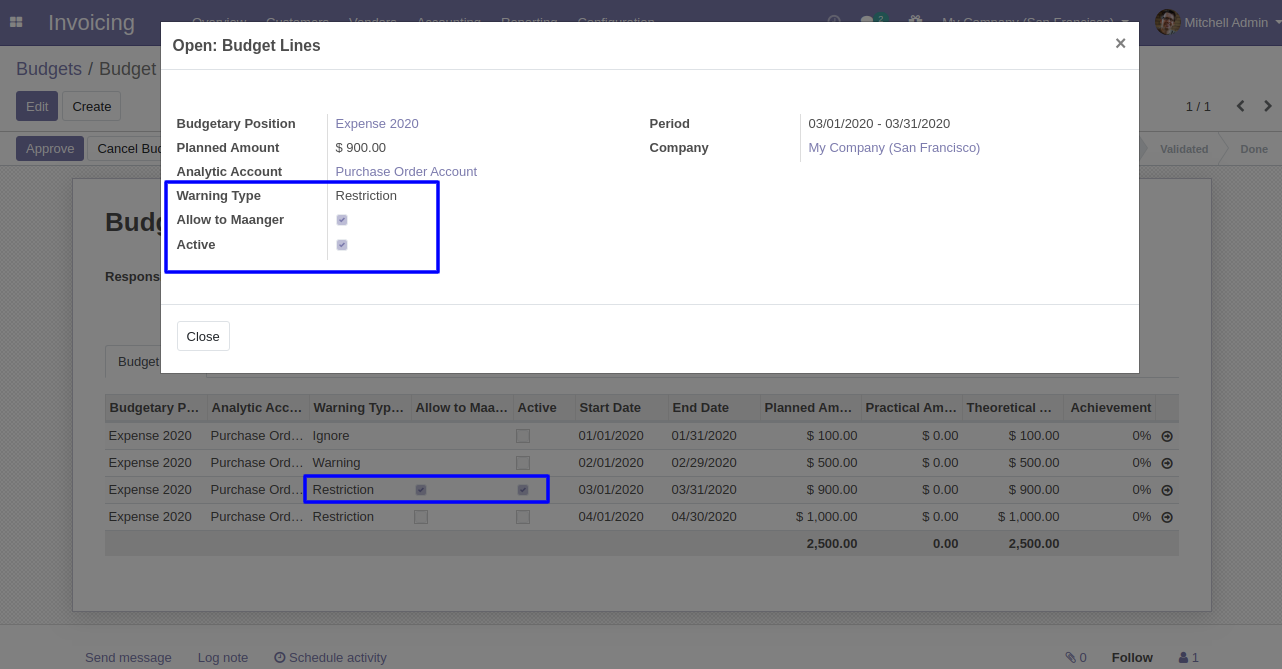 Invoicing
Overview Customers Vendors Accounting Reporting Configuration
2 My Company (San Francisco) Mitchell Admin
Open: Budget Lines ×
Budgets / Budget
Edit Create 1 / 1
Approve Cancel Bud Validated Done
Budgetary Position Expense 2020 Period 03/01/2020 - 03/31/2020
Planned Amount $ 900.00 Company My Company (San Francisco)
Analytic Account Purchase Order Account
Warning Type Restriction
Allow to Maanger
Active
Budg
Respons
Close
Budget
Budgetary P... Analytic Acc... Warning Typ... Allow to Maa... Active Start Date End Date Planned Am... Practical Am... Theoretical ... Achievement
Expense 2020 Purchase Ord... Ignore 01/01/2020 01/31/2020 $ 100.00 $ 0.00 $ 100.00 0%
Expense 2020 Purchase Ord... Warning 02/01/2020 02/29/2020 $ 500.00 $ 0.00 $ 500.00 0%
Expense 2020 Purchase Ord... Restriction 03/01/2020 03/31/2020 $ 900.00 $ 0.00 $ 900.00 0%
Expense 2020 Purchase Ord... Restriction 04/01/2020 04/30/2020 $ 1,000.00 $ 0.00 $ 1,000.00 0%
2,500.00 0.00 2,500.00
Send message Log note Schedule activity 0 Follow 1